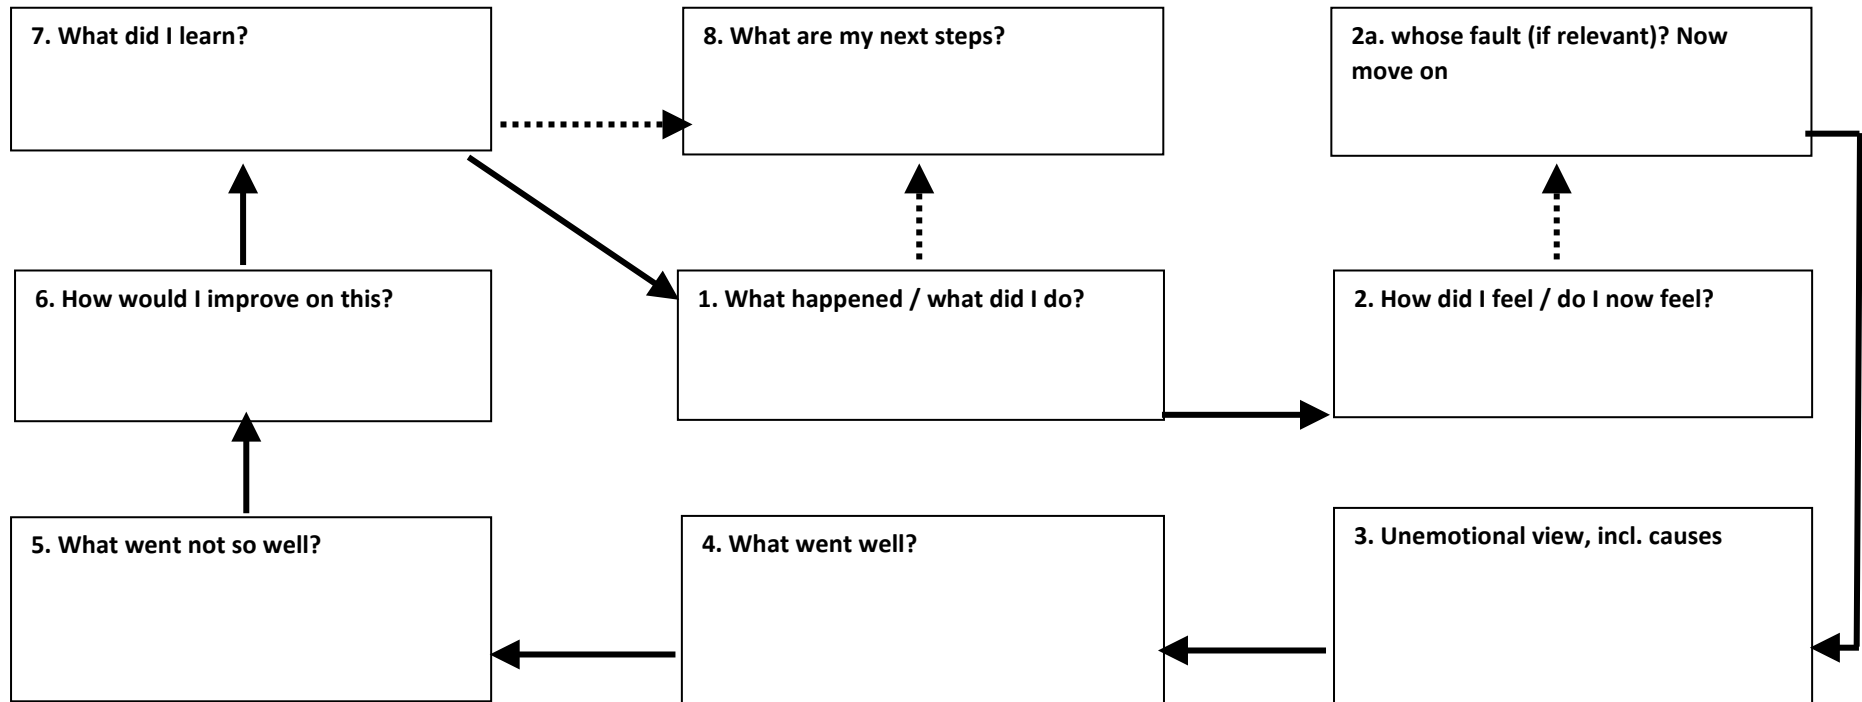 7. What did I learn?
8. What are my next steps?
2a. whose fault (if relevant)? Now
move on
6. How would I improve on this?
1. What happened / what did I do?
2. How did I feel / do I now feel?
5. What went not so well?
4. What went well?
3. Unemotional view, incl. causes